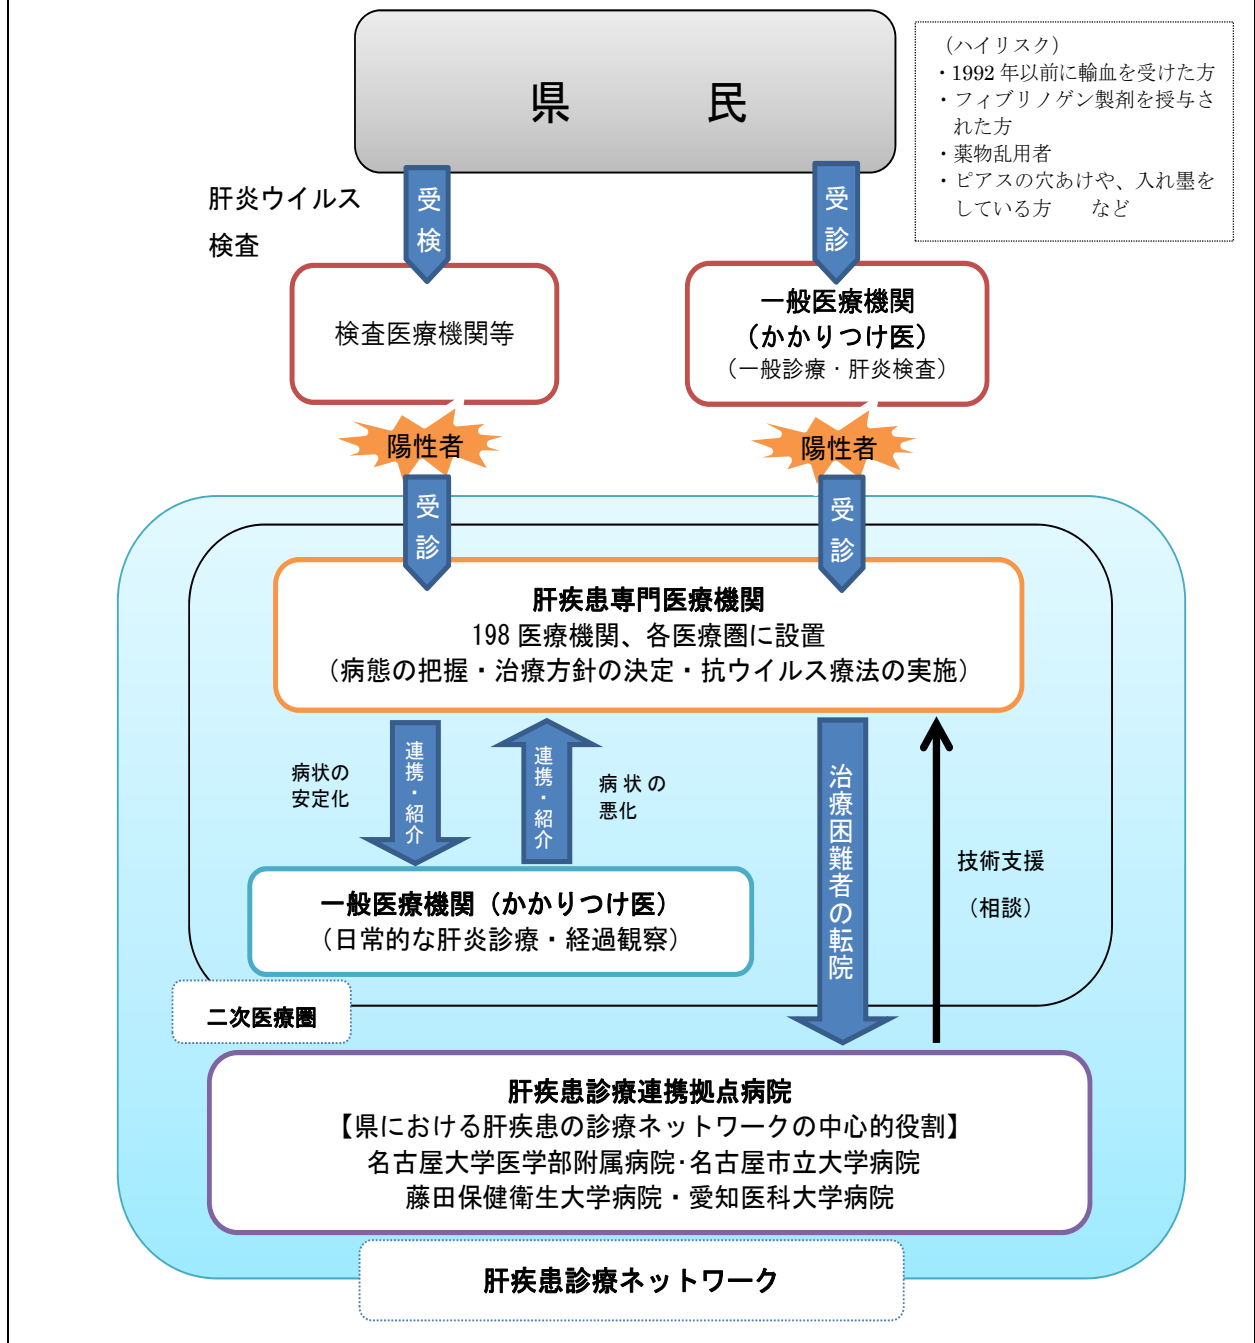 県　民
（ハイリスク）
・1992 年以前に輸血を受けた方
・フィブリノゲン製剤を授与さ
れた方
・薬物乱用者
・ピアスの穴あけや、入れ墨を
している方　　など
肝炎ウイルス
検査
受検
受診
検査医療機関等
一般医療機関
（かかりつけ医）
（一般診療・肝炎検査）
陽性者
陽性者
受診
受診
肝疾患専門医療機関
198 医療機関、各医療圏に設置
（病態の把握・治療方針の決定・抗ウイルス療法の実施）
病状の
安定化
連携・紹介
連携・紹介
病状の
悪化
治療困難者の転院
技術支援
（相談）
一般医療機関（かかりつけ医）
（日常的な肝炎診療・経過観察）
二次医療圏
肝疾患診療連携拠点病院
【県における肝疾患の診療ネットワークの中心的役割】
名古屋大学医学部附属病院・名古屋市立大学病院
藤田保健衛生大学病院・愛知医科大学病院
肝疾患診療ネットワーク